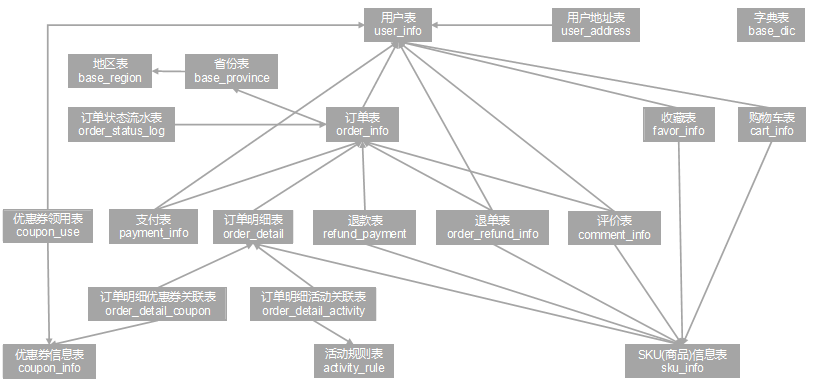 用户表
user_info
用户地址表
user_address
字典表
base_dic
地区表
base_region
省份表
base_province
订单状态流水表
order_status_log
订单表
order_info
收藏表
favor_info
购物车表
cart_info
优惠券领用表
coupon_use
支付表
payment_info
订单明细表
order_detail
退款表
refund_payment
退单表
order_refund_info
评价表
comment_info
订单明细优惠券关联表
order_detail_coupon
订单明细活动关联表
order_detail_activity
优惠券信息表
coupon_info
活动规则表
activity_rule
SKU(商品)信息表
sku_info